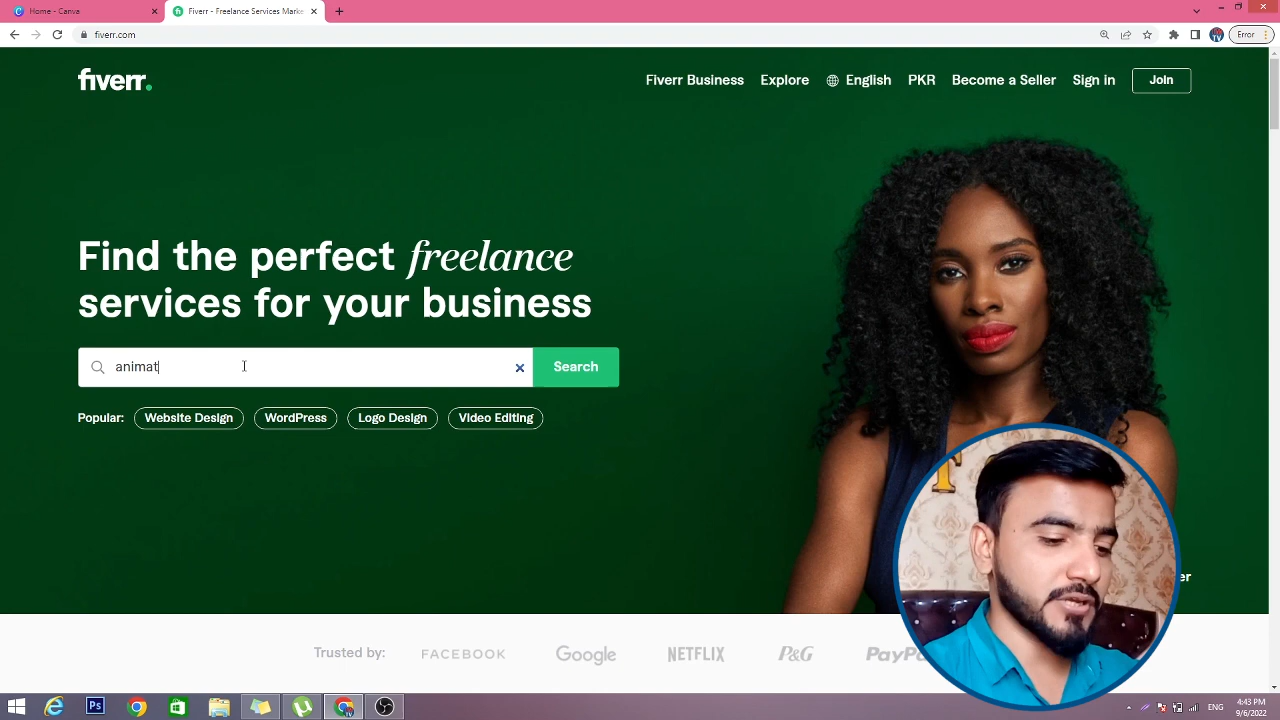 Home - Canva
Fiverr - Freelance Services Marke
fiverr.com
Error
fiverr.
Fiverr Business
Explore
English
PKR
Become a Seller
Sign in
Join
Find the perfect freelance
services for your business
animat
Search
Popular:
Website Design
WordPress
Logo Design
Video Editing
er
Trusted by:
FACEBOOK
Google
NETFLIX
P&G
PayPa
ENG
4:43 PM
9/6/2022